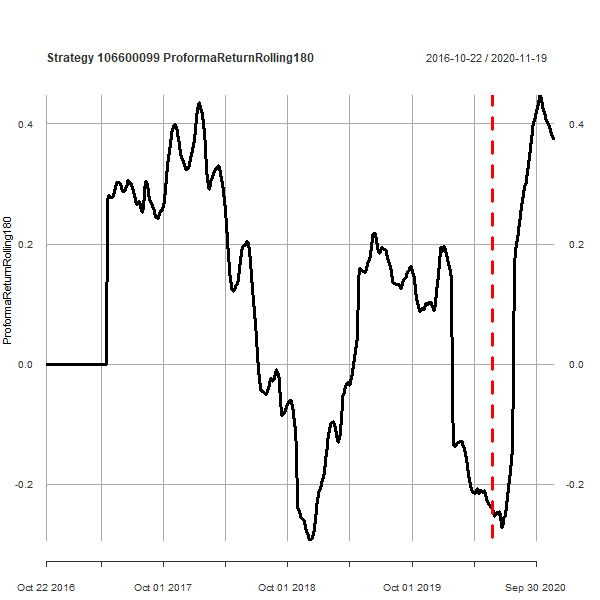 Strategy 106600099 ProformaReturnRolling180
2016-10-22 / 2020-11-19
ProformaReturnRolling180
0.4
0.2
0.0
-0.2
0.4
0.2
0.0
-0.2
Oct 22 2016
Oct 01 2017
Oct 01 2018
Oct 01 2019
Sep 30 2020